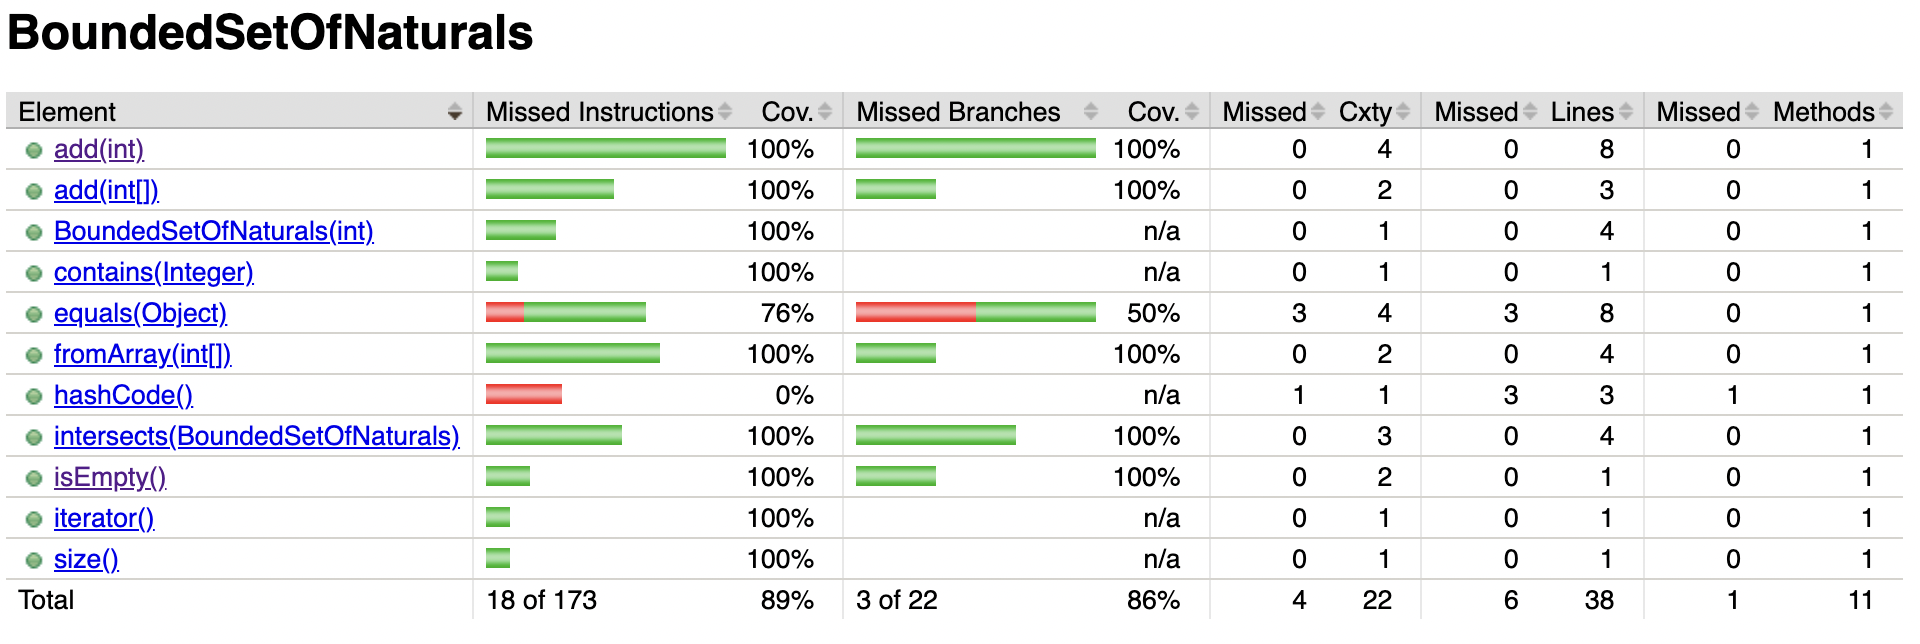 BoundedSetOfNaturals
Element Missed Instructions Cov. Missed Branches Cov. Missed Cxty Missed Lines Missed Methods
add(int) 100% 100% 0 4 0 8 0 1
add(int[]) 100% 100% 0 2 0 3 0 1
BoundedSetOfNaturals(int) 100% n/a 0 1 0 4 0 1
contains(Integer) 100% n/a 0 1 0 1 0 1
equals(Object) 76% 50% 3 4 3 8 0 1
fromArray(int[]) 100% 100% 0 2 0 4 0 1
hashCode() 0% n/a 1 1 3 3 1 1
intersects(BoundedSetOfNaturals) 100% 100% 0 3 0 4 0 1
isEmpty() 100% 100% 0 2 0 1 0 1
iterator() 100% n/a 0 1 0 1 0 1
size() 100% n/a 0 1 0 1 0 1
Total 18 of 173 89% 3 of 22 86% 4 22 6 38 1 11